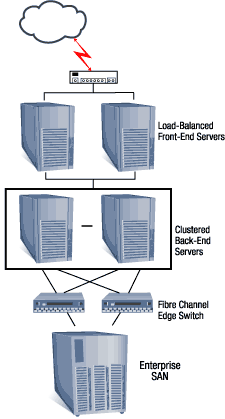 Load-Balanced
Front-End Servers
Clustered
Back-End
Servers
Fibre Channel
Edge Switch
Enterprise
SAN